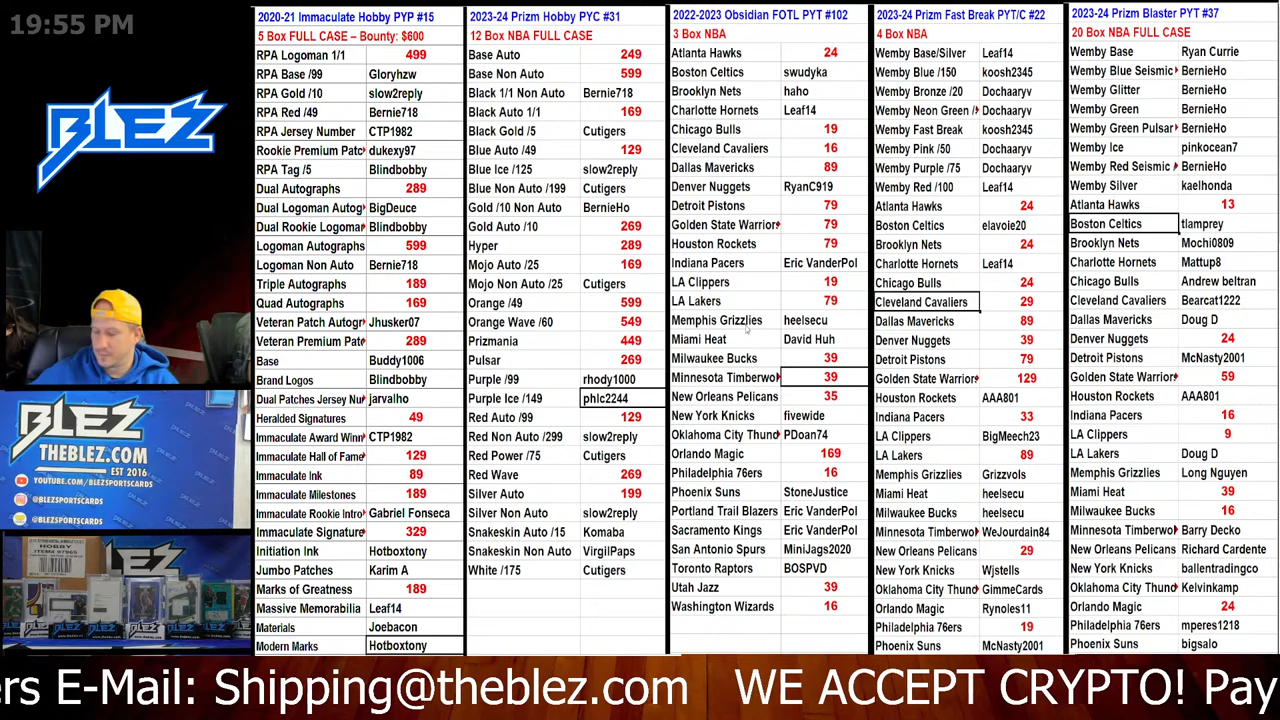 19:55 PM
BLEZ
BLEZ
THEBLEZ.COM
EST 2016
YOUTUBE.COM/BLEZSPORTS
@BLEZSPORTSCARDS
@BLEZSPORTSCARDS
HOBBY
2020-21 Immaculate Hobby PYP #15
5 Box FULL CASE – Bounty: $600
RPA Logoman 1/1 499
RPA Base /99 Gloryhzw
RPA Gold /10 slow2reply
RPA Red /49 Bernie718
RPA Jersey Number CTP1982
Rookie Premium Patc dukexy97
RPA Tag /5 Blindbobby
Dual Autographs 289
Dual Logoman Autog BigDeuce
Dual Rookie Logoma Blindbobby
Logoman Autographs 599
Logoman Non Auto Bernie718
Triple Autographs 189
Quad Autographs 169
Veteran Patch Autogr Jhusker07
Veteran Premium Pat 289
Base Buddy1006
Brand Logos Blindbobby
Dual Patches Jersey Nu jarvalho
Heralded Signatures 49
Immaculate Award Winn CTP1982
Immaculate Hall of Fame 129
Immaculate Ink 89
Immaculate Milestones 189
Immaculate Rookie Intro Gabriel Fonseca
Immaculate Signature 329
Initiation Ink Hotboxtony
Jumbo Patches Karim A
Marks of Greatness 189
Massive Memorabilia Leaf14
Materials Joebacon
Modern Marks Hotboxtony
2023-24 Prizm Hobby PYC #31
12 Box NBA FULL CASE
Base Auto 249
Base Non Auto 599
Black 1/1 Non Auto Bernie718
Black Auto 1/1 169
Black Gold /5 Cutigers
Blue Auto /49 129
Blue Ice /125 slow2reply
Blue Non Auto /199 Cutigers
Gold /10 Non Auto BernieHo
Gold Auto /10 269
Hyper 289
Mojo Auto /25 169
Mojo Non Auto /25 Cutigers
Orange /49 599
Orange Wave /60 549
Prizmania 449
Pulsar 269
Purple /99 rhody1000
Purple Ice /149 phlc2244
Red Auto /99 129
Red Non Auto /299 slow2reply
Red Power /75 Cutigers
Red Wave 269
Silver Auto 199
Silver Non Auto slow2reply
Snakeskin Auto /15 Komaba
Snakeskin Non Auto VirgilPaps
White /175 Cutigers
2022-2023 Obsidian FOTL PYT #102
3 Box NBA
Atlanta Hawks 24
Boston Celtics swudyka
Brooklyn Nets haho
Charlotte Hornets Leaf14
Chicago Bulls 19
Cleveland Cavaliers 16
Dallas Mavericks 89
Denver Nuggets RyanC919
Detroit Pistons 79
Golden State Warrior 79
Houston Rockets 79
Indiana Pacers Eric VanderPol
LA Clippers 19
LA Lakers 79
Memphis Grizzlies heelsecu
Miami Heat David Huh
Milwaukee Bucks 39
Minnesota Timberwo 39
New Orleans Pelicans 35
New York Knicks fivewide
Oklahoma City Thund PDoan74
Orlando Magic 169
Philadelphia 76ers 16
Phoenix Suns StoneJustice
Portland Trail Blazers Eric VanderPol
Sacramento Kings Eric VanderPol
San Antonio Spurs MiniJags2020
Toronto Raptors BOSPVD
Utah Jazz 39
Washington Wizards 16
2023-24 Prizm Fast Break PYT/C #22
4 Box NBA
Wemby Base/Silver Leaf14
Wemby Blue /150 koosh2345
Wemby Bronze /20 Dochaaryv
Wemby Neon Green / Dochaaryv
Wemby Fast Break koosh2345
Wemby Pink /50 Dochaaryv
Wemby Purple /75 Dochaaryv
Wemby Red /100 Leaf14
Atlanta Hawks 24
Boston Celtics elavoie20
Brooklyn Nets 24
Charlotte Hornets Leaf14
Chicago Bulls 24
Cleveland Cavaliers 29
Dallas Mavericks 89
Denver Nuggets 39
Detroit Pistons 79
Golden State Warrior 129
Houston Rockets AAA801
Indiana Pacers 33
LA Clippers BigMeech23
LA Lakers 89
Memphis Grizzlies Grizzvols
Miami Heat heelsecu
Milwaukee Bucks heelsecu
Minnesota Timberwo WeJourdain84
New Orleans Pelicans 29
New York Knicks Wjstells
Oklahoma City Thund GimmeCards
Orlando Magic Rynoles11
Philadelphia 76ers 19
Phoenix Suns McNasty2001
2023-24 Prizm Blaster PYT #37
20 Box NBA FULL CASE
Wemby Base Ryan Currie
Wemby Blue Seismic BernieHo
Wemby Glitter BernieHo
Wemby Green BernieHo
Wemby Green Pulsar BernieHo
Wemby Ice pinkocean7
Wemby Red Seismic BernieHo
Wemby Silver kaelhonda
Atlanta Hawks 13
Boston Celtics tlamprey
Brooklyn Nets Mochi0809
Charlotte Hornets Mattup8
Chicago Bulls Andrew beltran
Cleveland Cavaliers Bearcat1222
Dallas Mavericks Doug D
Denver Nuggets 24
Detroit Pistons McNasty2001
Golden State Warrior 59
Houston Rockets AAA801
Indiana Pacers 16
LA Clippers 9
LA Lakers Doug D
Memphis Grizzlies Long Nguyen
Miami Heat 39
Milwaukee Bucks 16
Minnesota Timberwo Barry Decko
New Orleans Pelicans Richard Cardente
New York Knicks ballentradingco
Oklahoma City Thund Kelvinkamp
Orlando Magic 24
Philadelphia 76ers mperes1218
Phoenix Suns bigsalo
ers E-Mail: Shipping@theblez.com WE ACCEPT CRYPTO! Pay